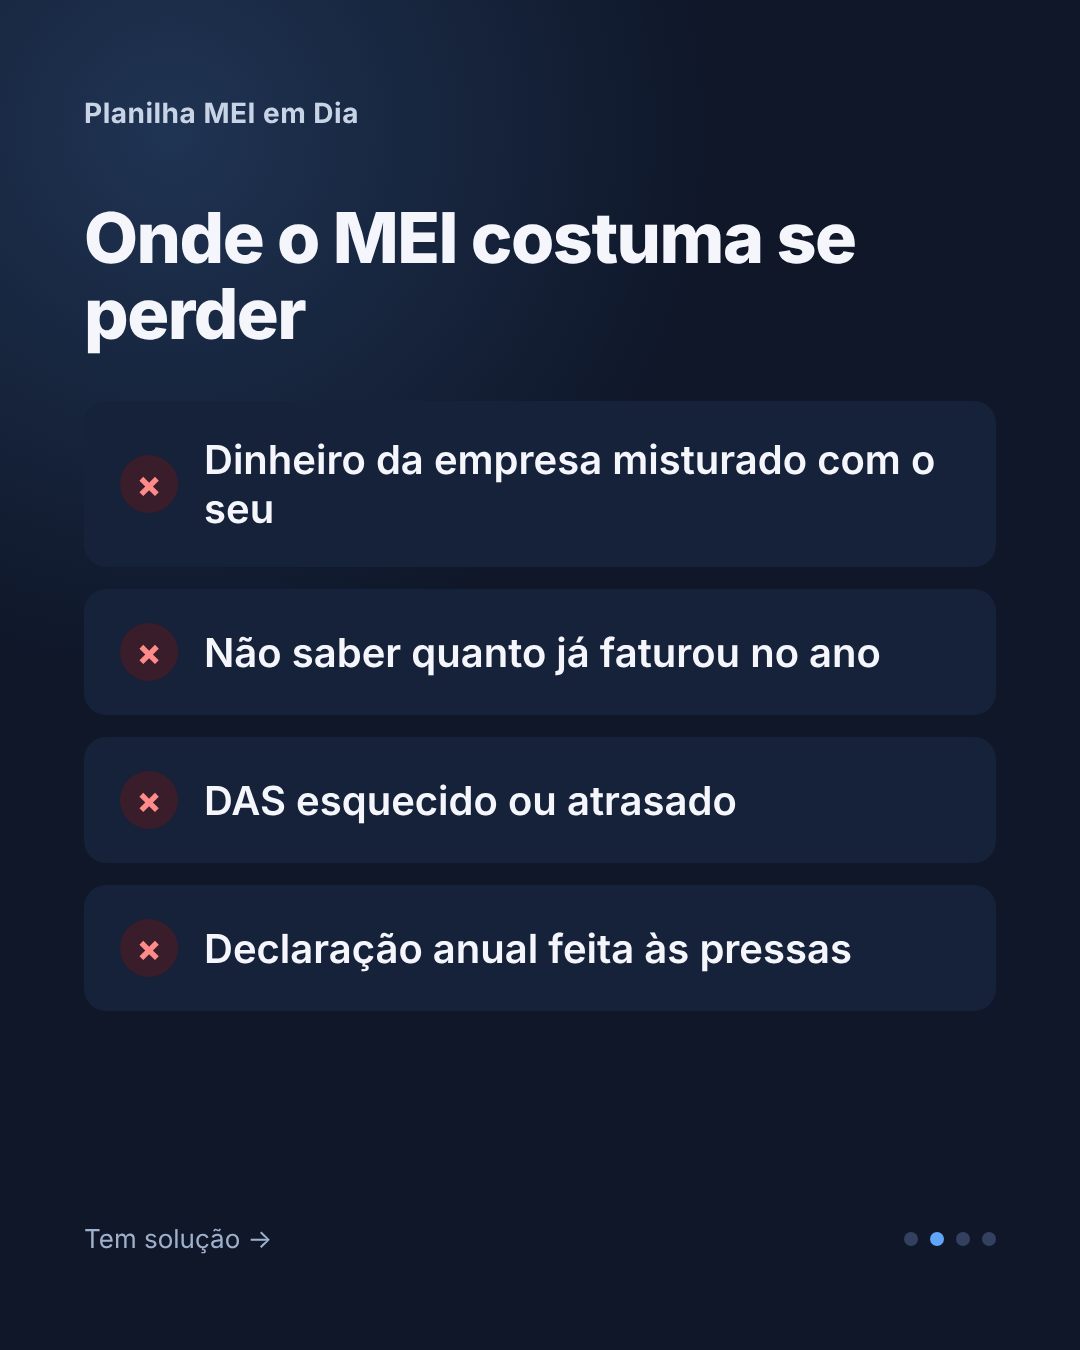 Planilha MEI em Dia
Onde o MEI costuma se
perder
Dinheiro da empresa misturado com o
seu
Não saber quanto já faturou no ano
DAS esquecido ou atrasado
Declaração anual feita às pressas
Tem solução →